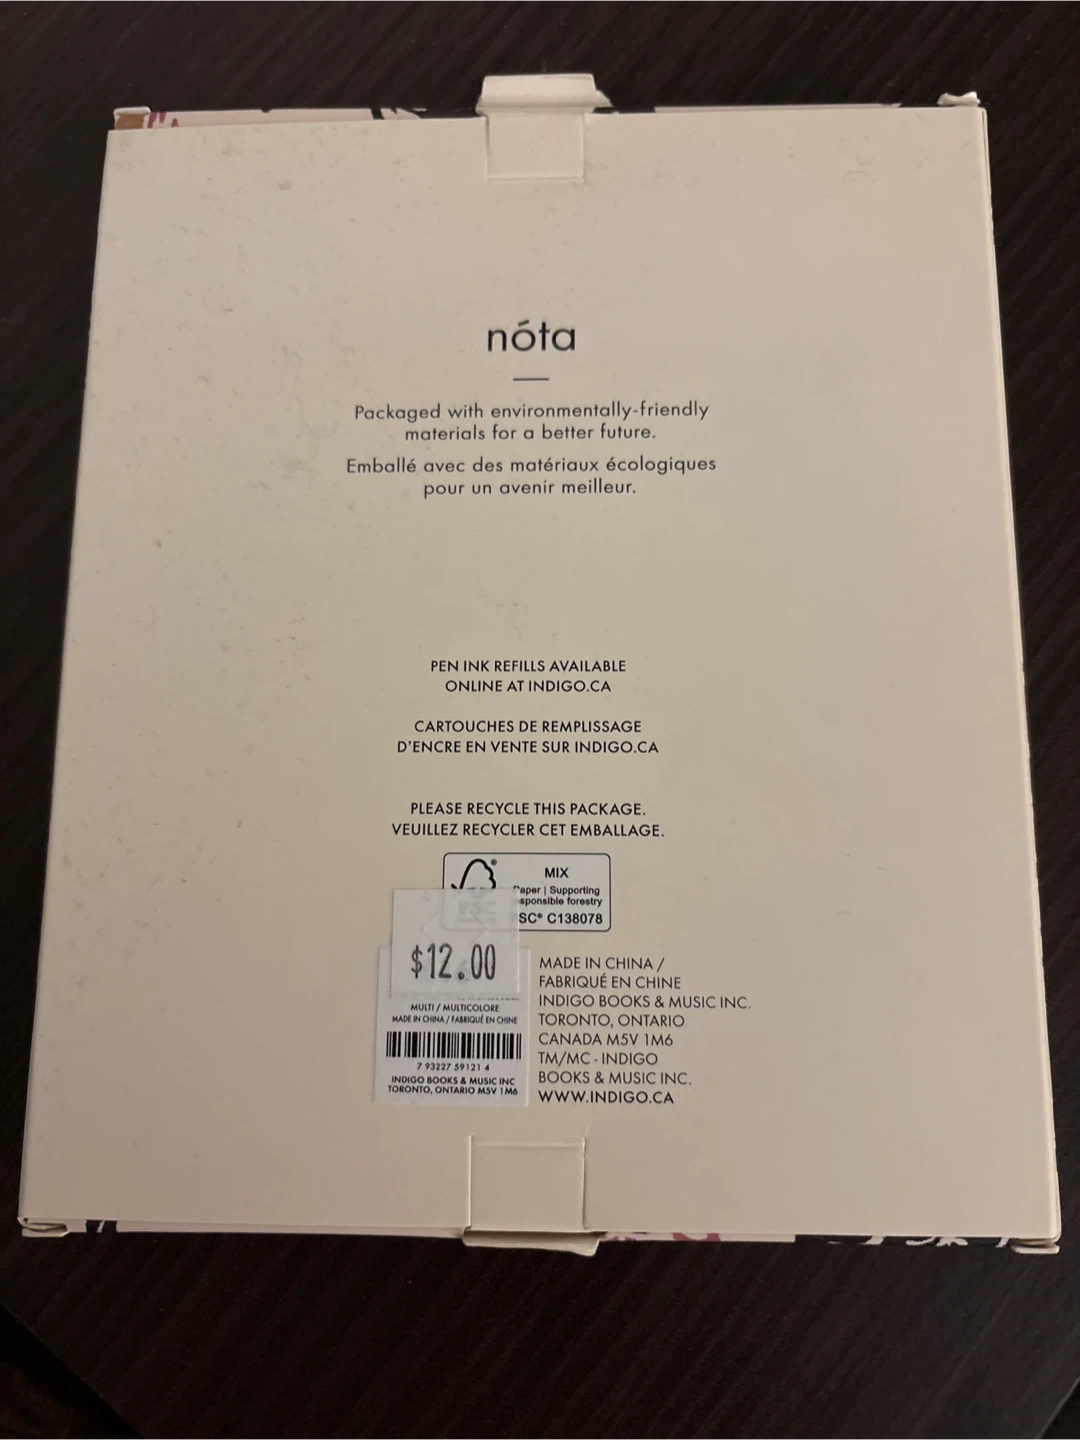 nóta
Packaged with environmentally-friendly
materials for a better future.
Emballé avec des matériaux écologiques
pour un avenir meilleur.
PEN INK REFILLS AVAILABLE
ONLINE AT INDIGO.CA
CARTOUCHES DE REMPLISSAGE
D'ENCRE EN VENTE SUR INDIGO.CA
PLEASE RECYCLE THIS PACKAGE.
VEUILLEZ RECYCLER CET EMBALLAGE.
MIX
Paper | Supporting
sponsible forestry
SC® C138078
$12.00
MULTI / MULTICOLORE
MADE IN CHINA / FABRIQUÉ EN CHINE
7 93227 59121 4
INDIGO BOOKS & MUSIC INC
TORONTO, ONTARIO M5V 1M6
MADE IN CHINA /
FABRIQUÉ EN CHINE
INDIGO BOOKS & MUSIC INC.
TORONTO, ONTARIO
CANADA M5V 1M6
TM/MC - INDIGO
BOOKS & MUSIC INC.
WWW.INDIGO.CA